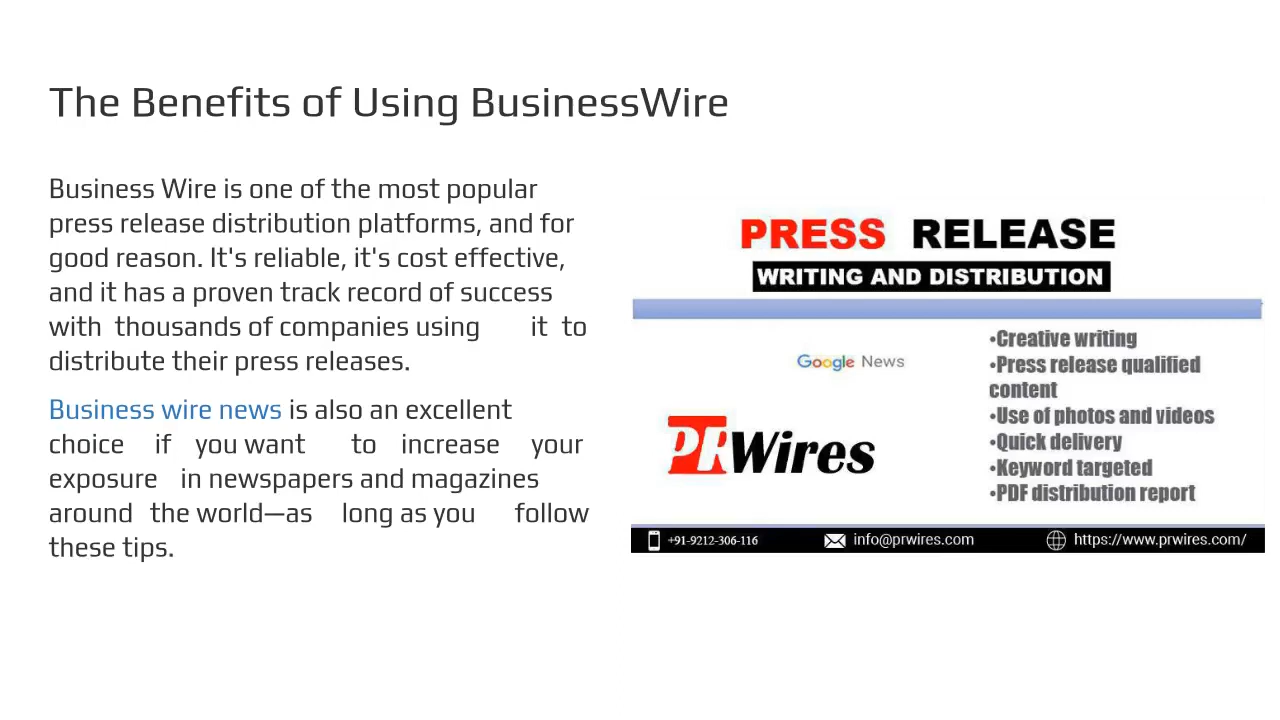 The Benefits of Using BusinessWire
Business Wire is one of the most popular
press release distribution platforms, and for
good reason. It's reliable, it's cost effective,
and it has a proven track record of success
with thousands of companies using it to
distribute their press releases.
Business wire news is also an excellent
choice if you want to increase your
exposure in newspapers and magazines
around the world—as long as you follow
these tips.
PRESS RELEASE
WRITING AND DISTRIBUTION
Google News
PRWires
•Creative writing
•Press release qualified
content
•Use of photos and videos
•Quick delivery
•Keyword targeted
•PDF distribution report
+91-9212-306-116
info@prwires.com
https://www.prwires.com/